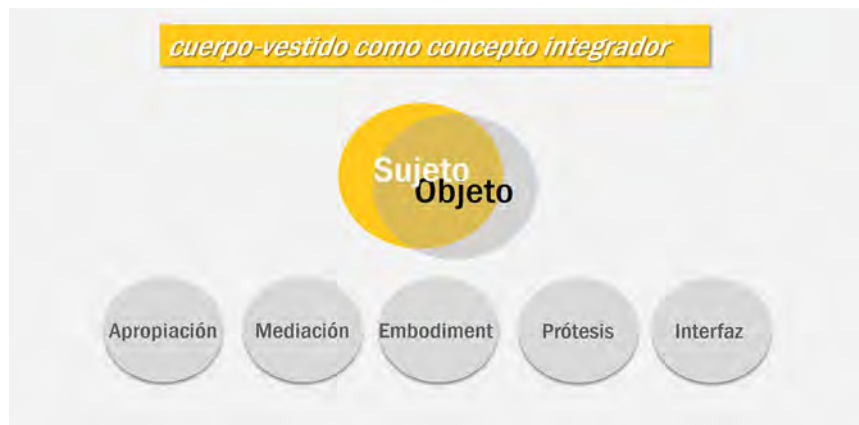 cuerpo-vestido como concepto integrador
Sujeto
Objeto
Apropiación Mediación Embodiment Prótesis Interfaz